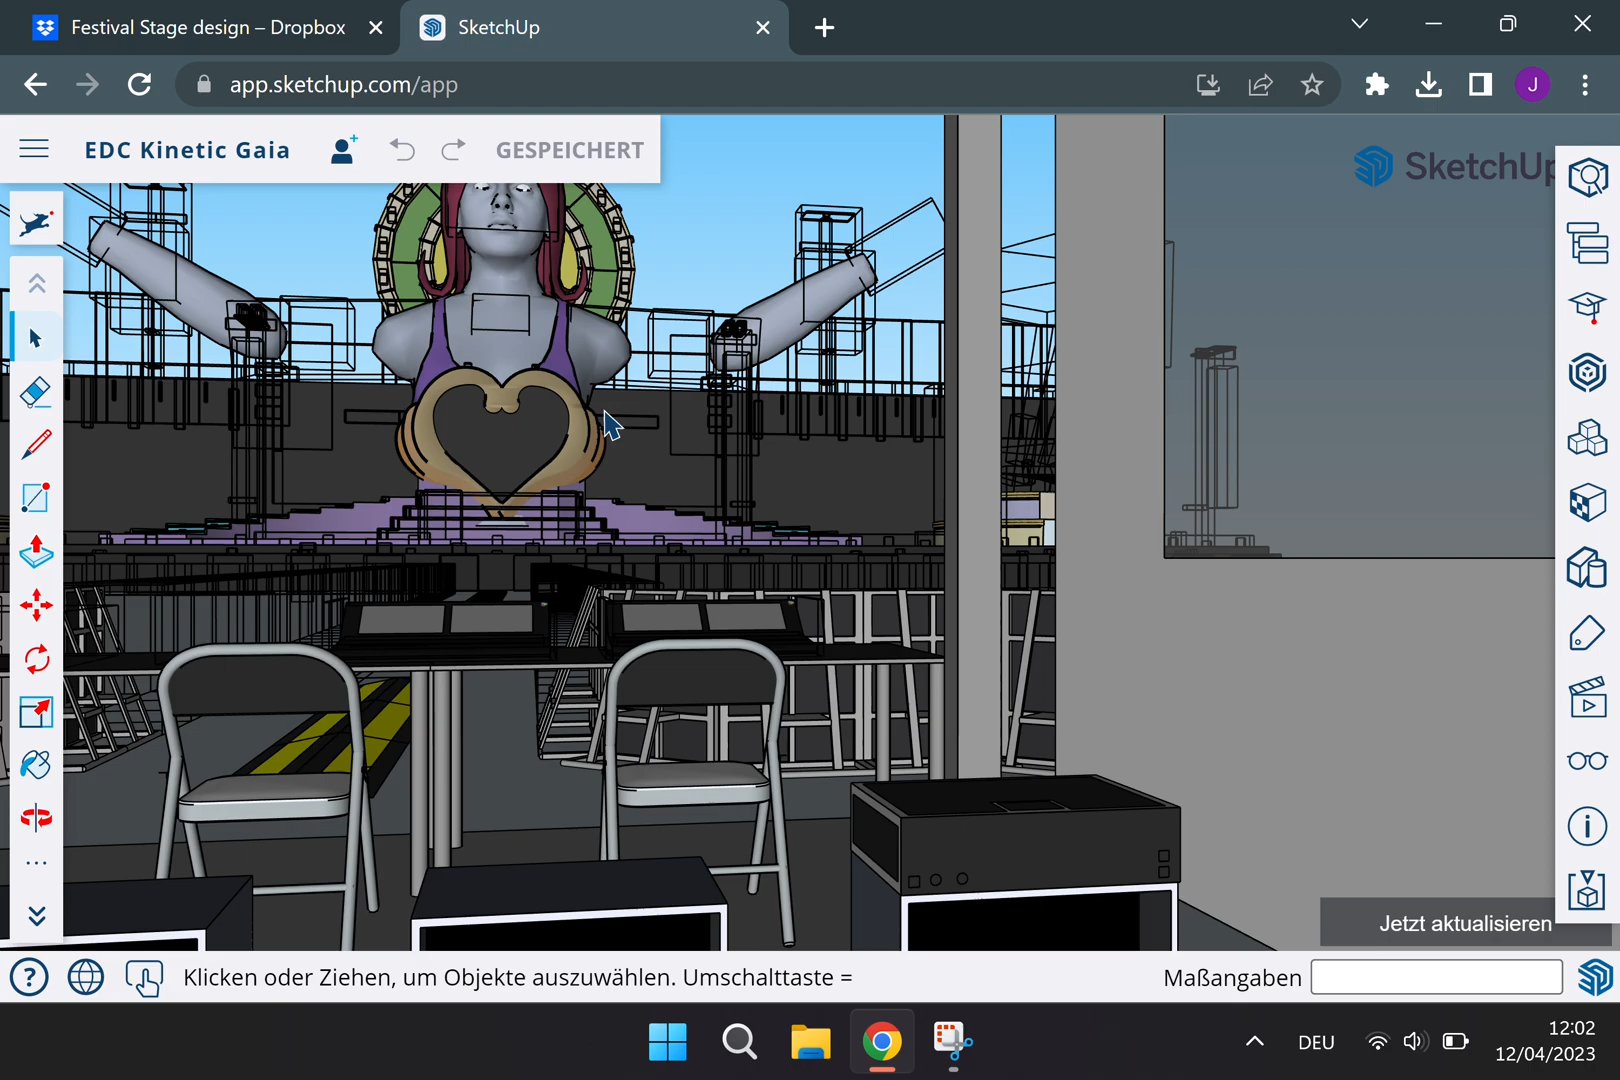 Festival Stage design – Dropbox
SketchUp
app.sketchup.com/app
J
EDC Kinetic Gaia
GESPEICHERT
SketchUp
Jetzt aktualisieren
Klicken oder Ziehen, um Objekte auszuwählen. Umschalttaste =
Maßangaben
DEU
12:02
12/04/2023